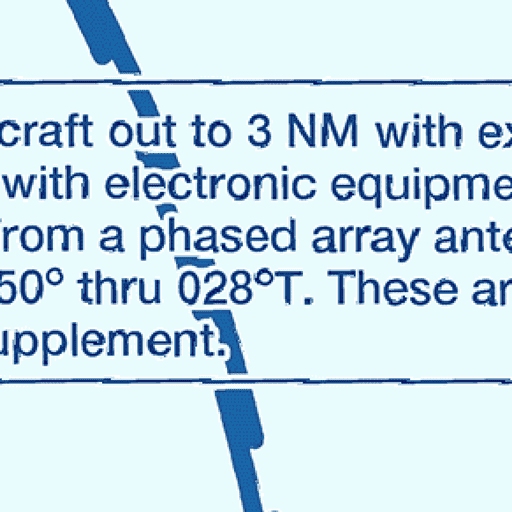 craft out to 3 NM with ex
with electronic equipme
rom a phased array ante
50° thru 028°T. These ar
upplement.